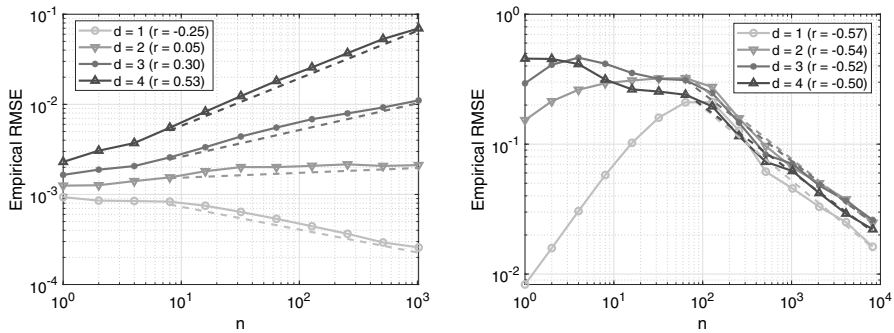 d = 1 (r = -0.25)
d = 2 (r = 0.05)
d = 3 (r = 0.30)
d = 4 (r = 0.53)
Empirical RMSE
10^-1
10^-2
10^-3
10^-4
10^0
10^1
10^2
10^3
n
d = 1 (r = -0.57)
d = 2 (r = -0.54)
d = 3 (r = -0.52)
d = 4 (r = -0.50)
Empirical RMSE
10^0
10^-1
10^-2
10^0
10^1
10^2
10^3
10^4
n